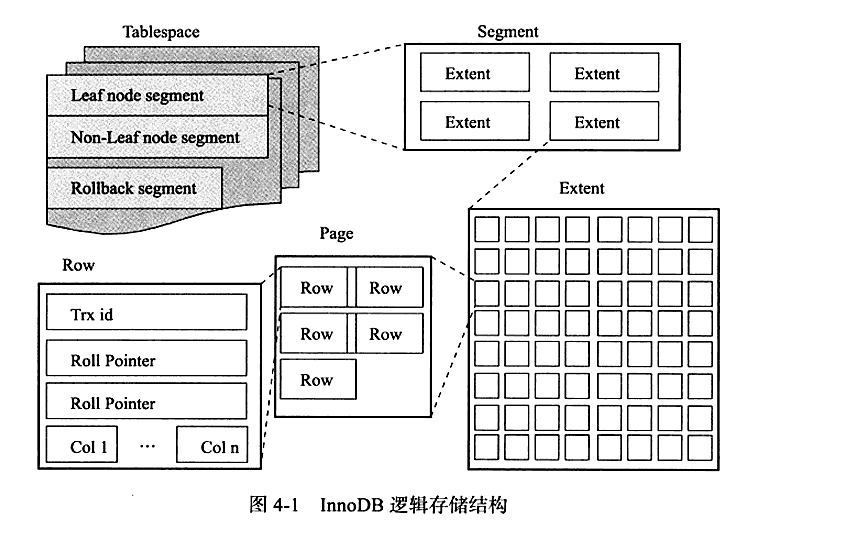 Tablespace
Leaf node segment
Non-Leaf node segment
Rollback segment
Segment
Extent Extent
Extent Extent
Extent
Page
Row Row
Row Row
Row
Row
Trx id
Roll Pointer
Roll Pointer
Col 1 ... Col n
图 4-1 InnoDB 逻辑存储结构